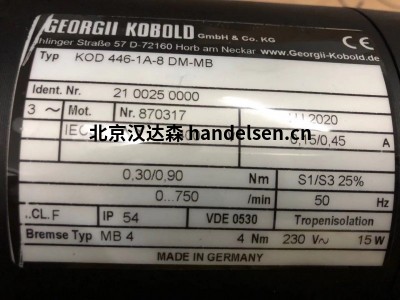 GEORGII KOBOLD GmbH & Co. KG
hlinger Straße 57 D-72160 Horb am Neckar www.Georgii-Kobold.de
CE
Typ KOD 446-1A-8 DM-MB
Ident. Nr. 21 0025 0000
3 ~ Mot. Nr. 870317 2020
IEC 0,15/0,45 A
北京汉达森 handelsen.cn
0,30/0,90 Nm S1/S3 25%
0...750 /min 50 Hz
.CL.F IP 54 VDE 0530 Tropenisolation
Bremse Typ MB 4 4 Nm 230 V~ 15 W
MADE IN GERMANY